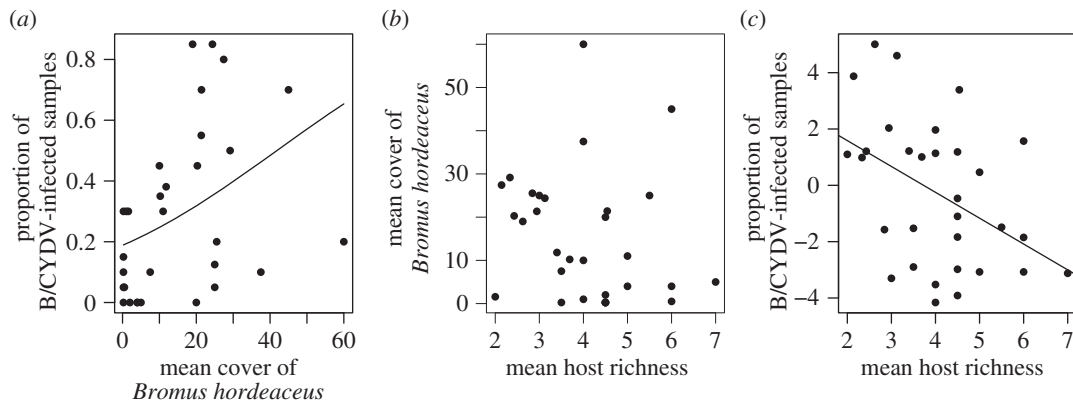 (a)
proportion of
B/CYDV-infected samples
0.8
0.6
0.4
0.2
0
0 20 40 60
mean cover of
Bromus hordeaceus
(b)
mean cover of
Bromus hordeaceus
50
30
10
0
2 3 4 5 6 7
mean host richness
(c)
proportion of
B/CYDV-infected samples
4
2
0
−2
−4
2 3 4 5 6 7
mean host richness